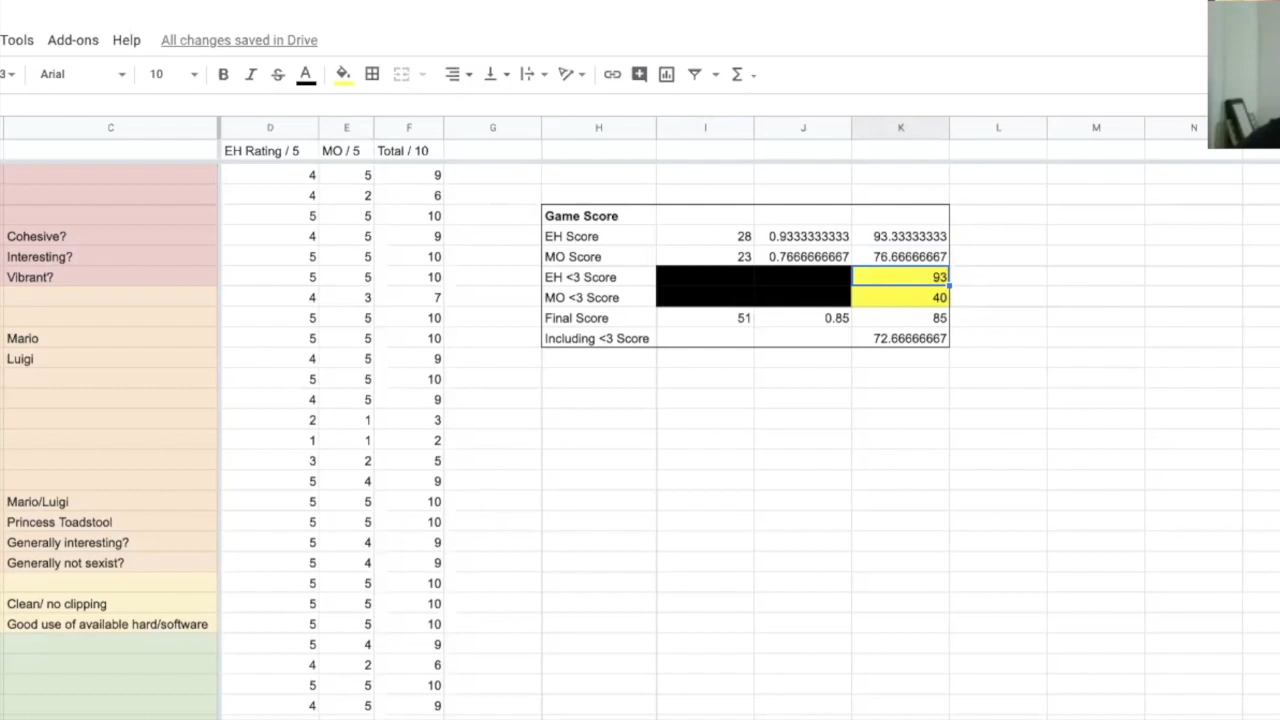 Tools Add-ons Help All changes saved in Drive
Arial 10 B I S A Σ
C D E F G H I J K L M N
EH Rating / 5 MO / 5 Total / 10
4 5 9
4 2 6
5 5 10 Game Score
Cohesive? 4 5 9 EH Score 28 0.9333333333 93.33333333
Interesting? 5 5 10 MO Score 23 0.7666666667 76.66666667
Vibrant? 5 5 10 EH <3 Score 93
4 3 7 MO <3 Score 40
5 5 10 Final Score 51 0.85 85
Mario 5 5 10 Including <3 Score 72.66666667
Luigi 4 5 9
5 5 10
4 5 9
2 1 3
1 1 2
3 2 5
5 4 9
Mario/Luigi 5 5 10
Princess Toadstool 5 5 10
Generally interesting? 5 4 9
Generally not sexist? 5 4 9
5 5 10
Clean/ no clipping 5 5 10
Good use of available hard/software 5 5 10
5 4 9
4 2 6
5 5 10
4 5 9